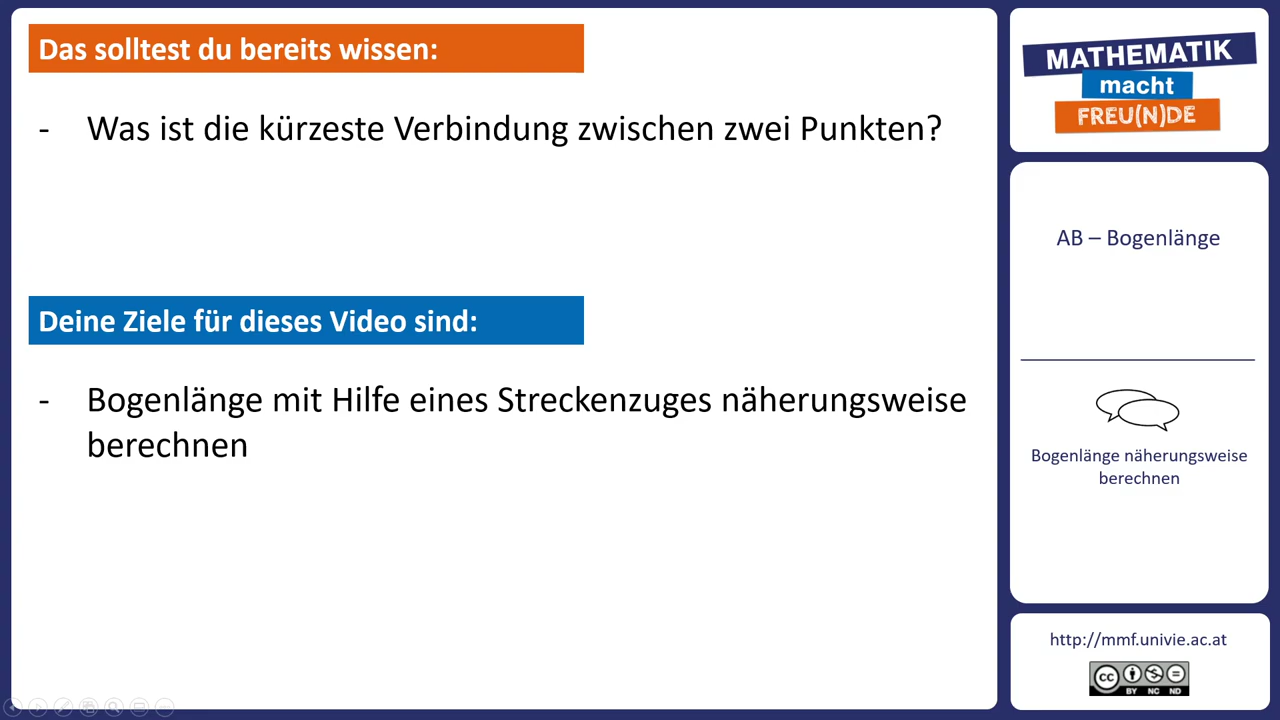 Das solltest du bereits wissen:
- Was ist die kürzeste Verbindung zwischen zwei Punkten?
Deine Ziele für dieses Video sind:
- Bogenlänge mit Hilfe eines Streckenzuges näherungsweise
berechnen
MATHEMATIK
macht
FREU(N)DE
AB – Bogenlänge
Bogenlänge näherungsweise
berechnen
http://mmf.univie.ac.at
cc
BY NC ND